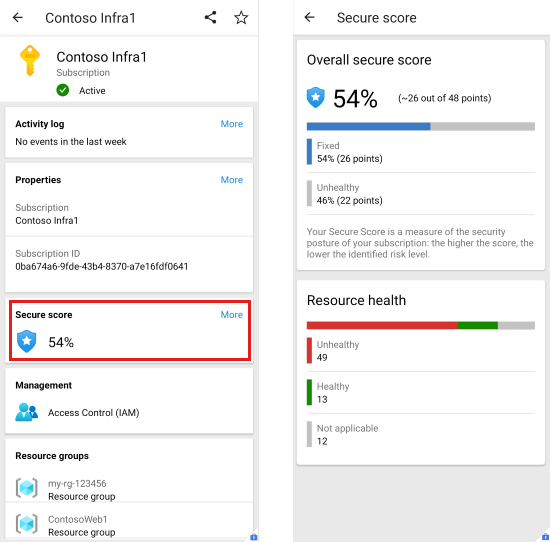 Contoso Infra1
Contoso Infra1
Subscription
Active
Activity log More
No events in the last week
Properties More
Subscription
Contoso Infra1
Subscription ID
0ba674a6-9fde-43b4-8370-a7e16fdf0641
Secure score More
54%
Management
Access Control (IAM)
Resource groups
my-rg-123456
Resource group
ContosoWeb1
Resource group
Secure score
Overall secure score
54% (~26 out of 48 points)
Fixed
54% (26 points)
Unhealthy
46% (22 points)
Your Secure Score is a measure of the security
posture of your subscription: the higher the score, the
lower the identified risk level.
Resource health
Unhealthy
49
Healthy
13
Not applicable
12